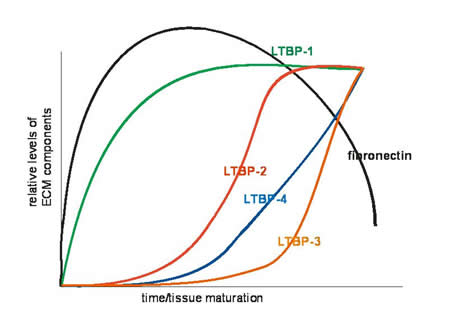 LTBP-1
relative levels of
ECM components
fibronectin
LTBP-2
LTBP-4
LTBP-3
time/tissue maturation